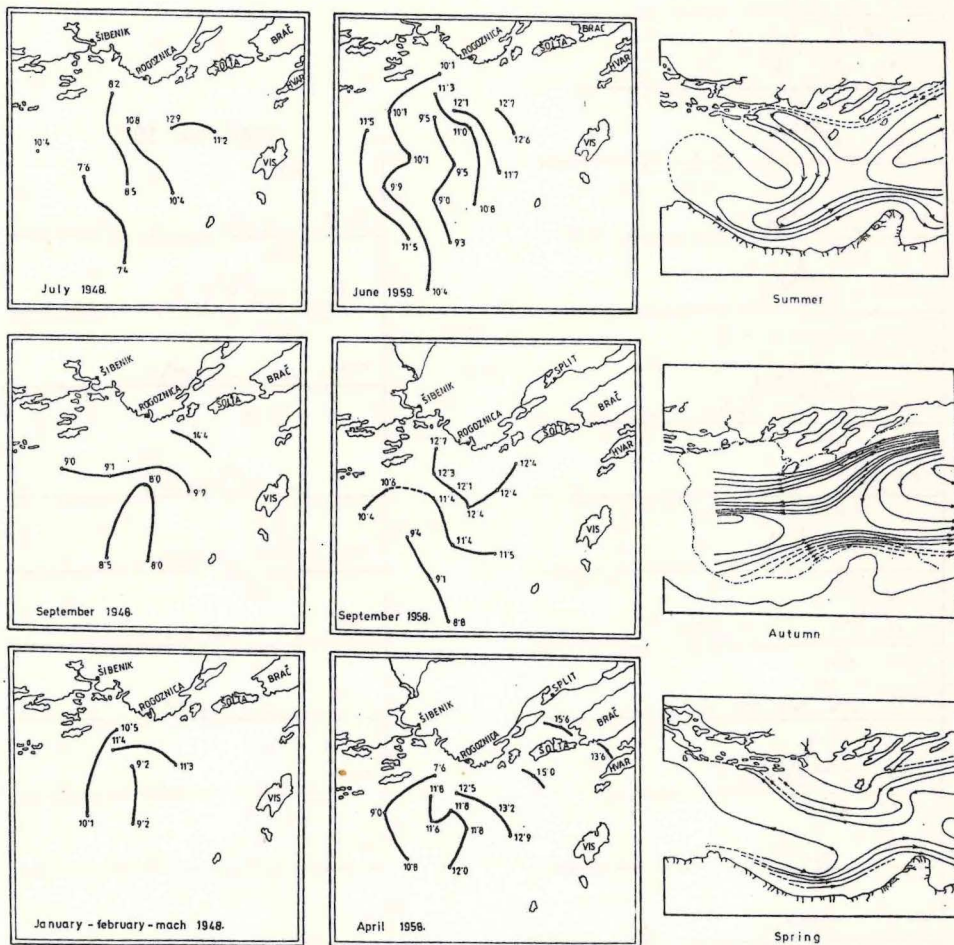 ŠIBENIK
ROGOZNICA
ŠOLTA
BRAČ
HVAR
VIS
8'2
10'8
12'9
11'2
10'4
7'6
8'5
10'4
7'4
July 1948.
ROGOZNICA
ŠOLTA
BRAČ
HVAR
VIS
10'1
11'3
12'1
12'7
11'5
10'1
9'5
11'0
12'6
10'1
9'5
11'7
9'9
9'0
10'8
11'5
9'3
10'4
June 1959.
Summer
ŠIBENIK
ROGOZNICA
ŠOLTA
BRAČ
VIS
14'4
9'0
9'1
8'0
9'9
8'5
8'0
September 1948.
ŠIBENIK
ROGOZNICA
SPLIT
ŠOLTA
BRAČ
HVAR
VIS
12'7
12'3
12'4
12'1
10'6
11'4
12'4
10'4
12'4
9'4
11'4
11'5
9'1
8'8
September 1958.
Autumn
ŠIBENIK
ROGOZNICA
ŠOLTA
BRAČ
VIS
10'5
11'4
9'2
11'3
10'1
9'2
January - february - mach 1948.
ŠIBENIK
ROGOZNICA
SPLIT
ŠOLTA
BRAČ
HVAR
VIS
15'6
13'6
15'0
7'6
11'8
12'5
9'0
11'8
13'2
11'6
11'8
12'9
10'8
12'0
April 1958.
Spring